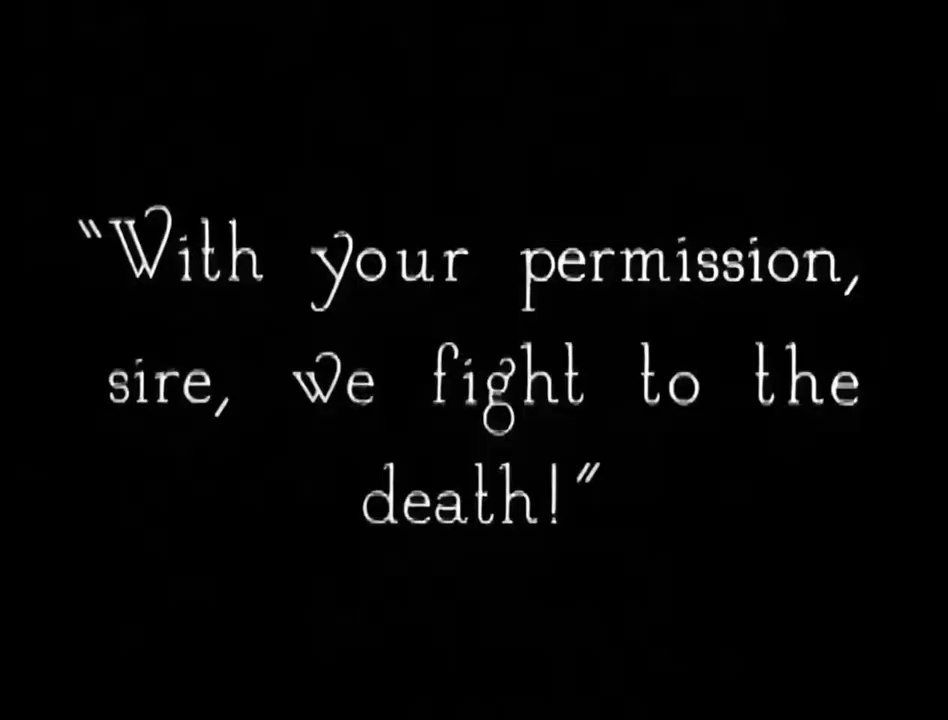 “With your permission,
sire, we fight to the
death!”